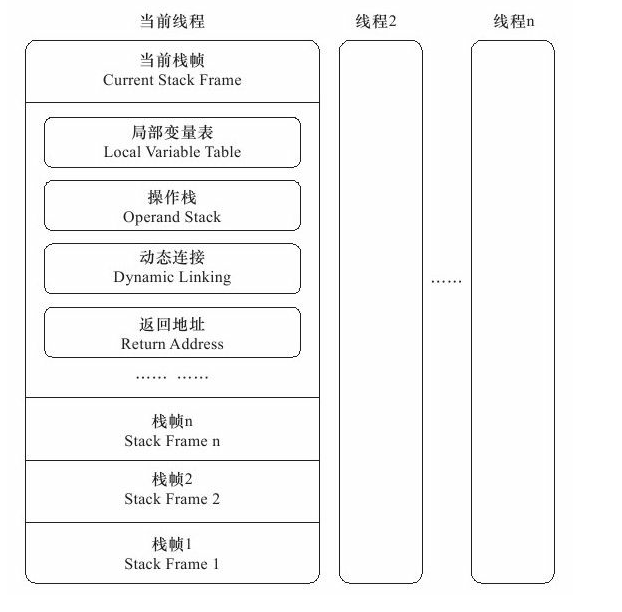 当前线程
线程2
线程n
当前栈帧
Current Stack Frame
局部变量表
Local Variable Table
操作栈
Operand Stack
动态连接
Dynamic Linking
返回地址
Return Address
…… ……
……
栈帧n
Stack Frame n
栈帧2
Stack Frame 2
栈帧1
Stack Frame 1